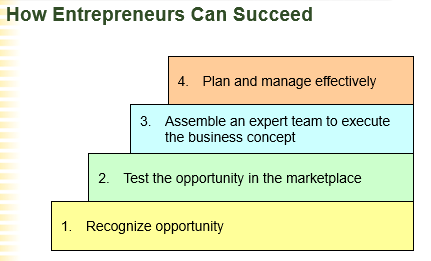 How Entrepreneurs Can Succeed
4. Plan and manage effectively
3. Assemble an expert team to execute
the business concept
2. Test the opportunity in the marketplace
1. Recognize opportunity